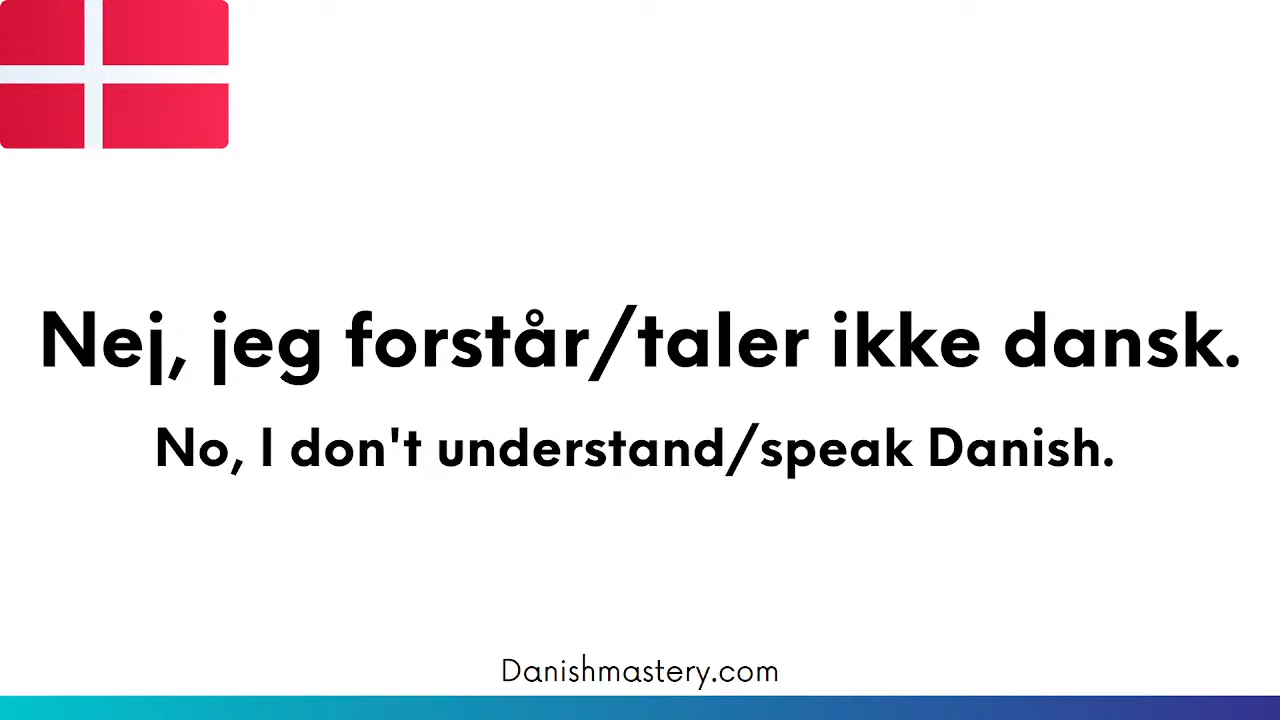 Nej, jeg forstår/taler ikke dansk.
No, I don't understand/speak Danish.
Danishmastery.com